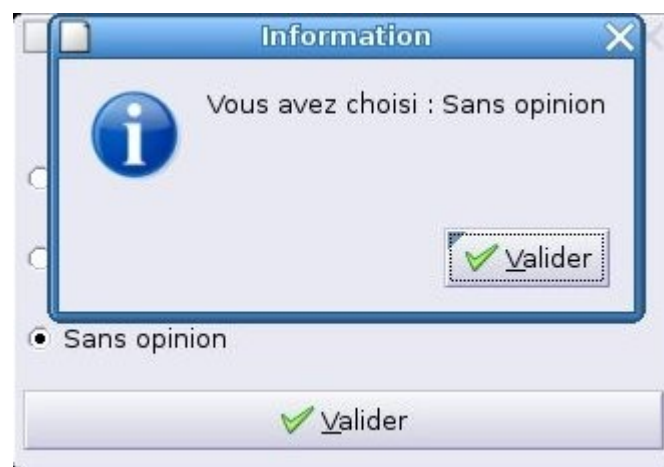 Information
Vous avez choisi : Sans opinion
Valider
Sans opinion
Valider